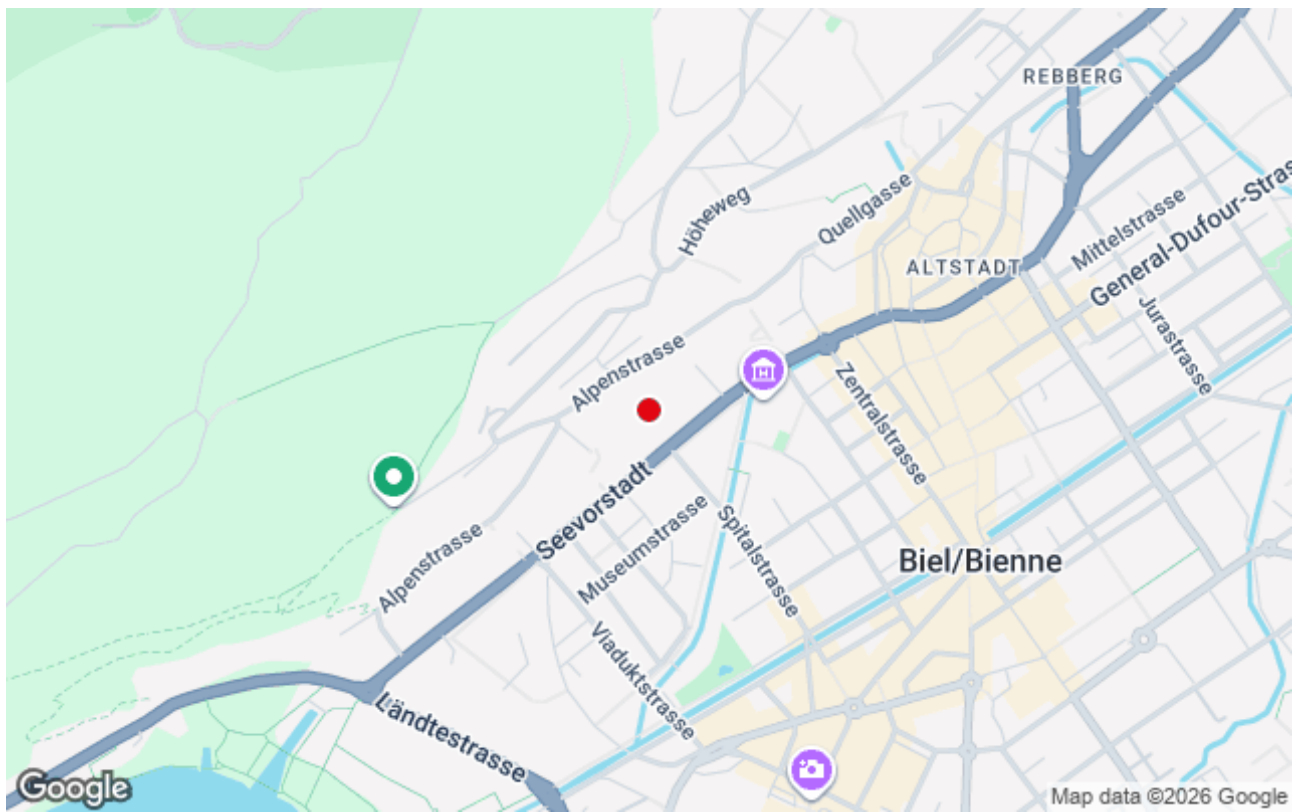 REBBERG
Höheweg
Quellgasse
Mittelstrasse
General-Dufour-Stras
ALTSTADT
Jurastrasse
Alpenstrasse
Zentralstrasse
Seevorstadt
Spitalstrasse
Museumstrasse
Alpenstrasse
Biel/Bienne
Viaduktstrasse
Ländtestrasse
Google
Map data ©2026 Google